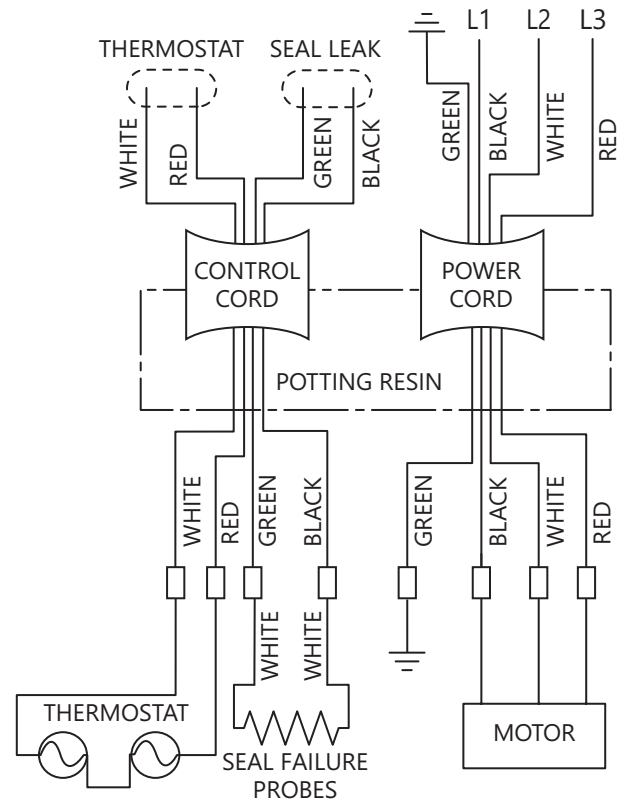 THERMOSTAT
SEAL LEAK
L1
L2
L3
WHITE
RED
GREEN
BLACK
GREEN
BLACK
WHITE
RED
CONTROL
CORD
POWER
CORD
POTTING RESIN
WHITE
RED
GREEN
BLACK
GREEN
BLACK
WHITE
RED
WHITE
WHITE
THERMOSTAT
SEAL FAILURE
PROBES
MOTOR